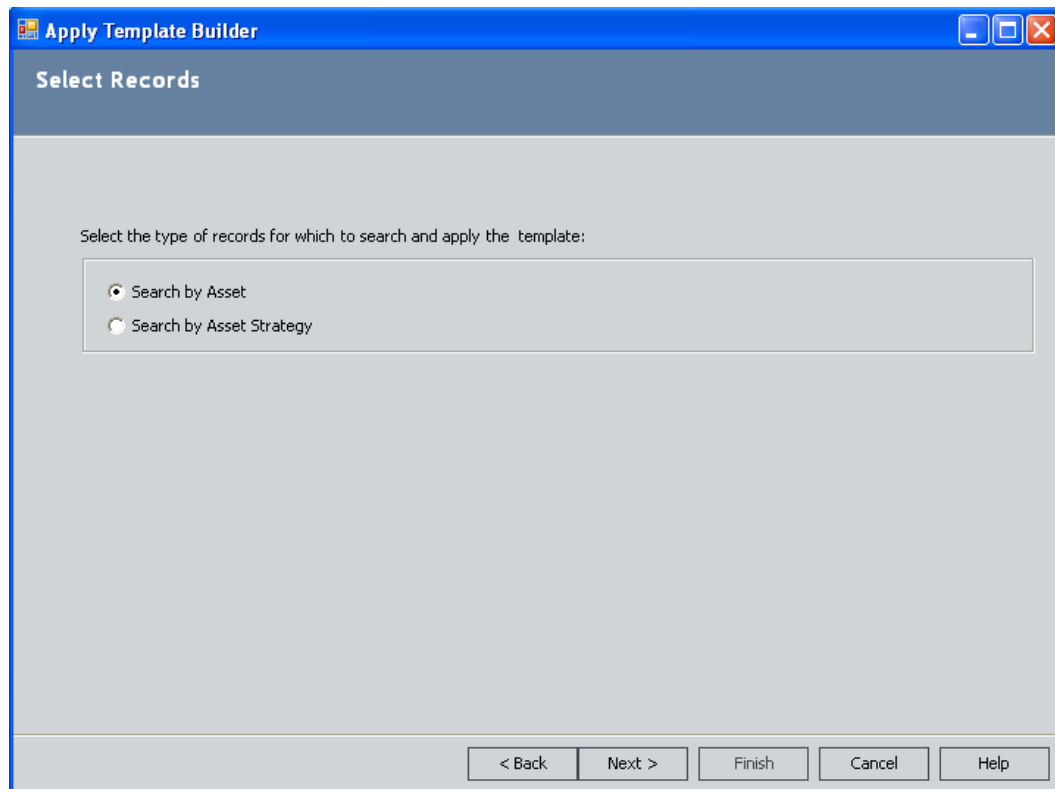 Apply Template Builder
Select Records
Select the type of records for which to search and apply the template:
Search by Asset
Search by Asset Strategy
< Back
Next >
Finish
Cancel
Help